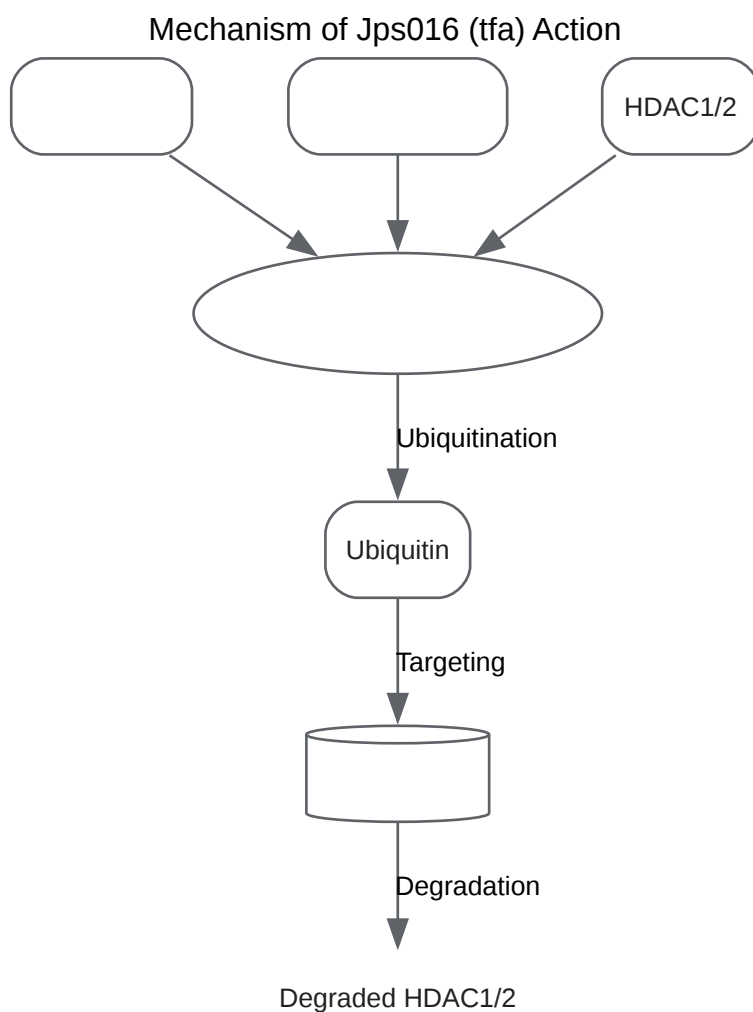 Mechanism of Jps016 (tfa) Action
HDAC1/2
Ubiquitination
Ubiquitin
Targeting
Degradation
Degraded HDAC1/2